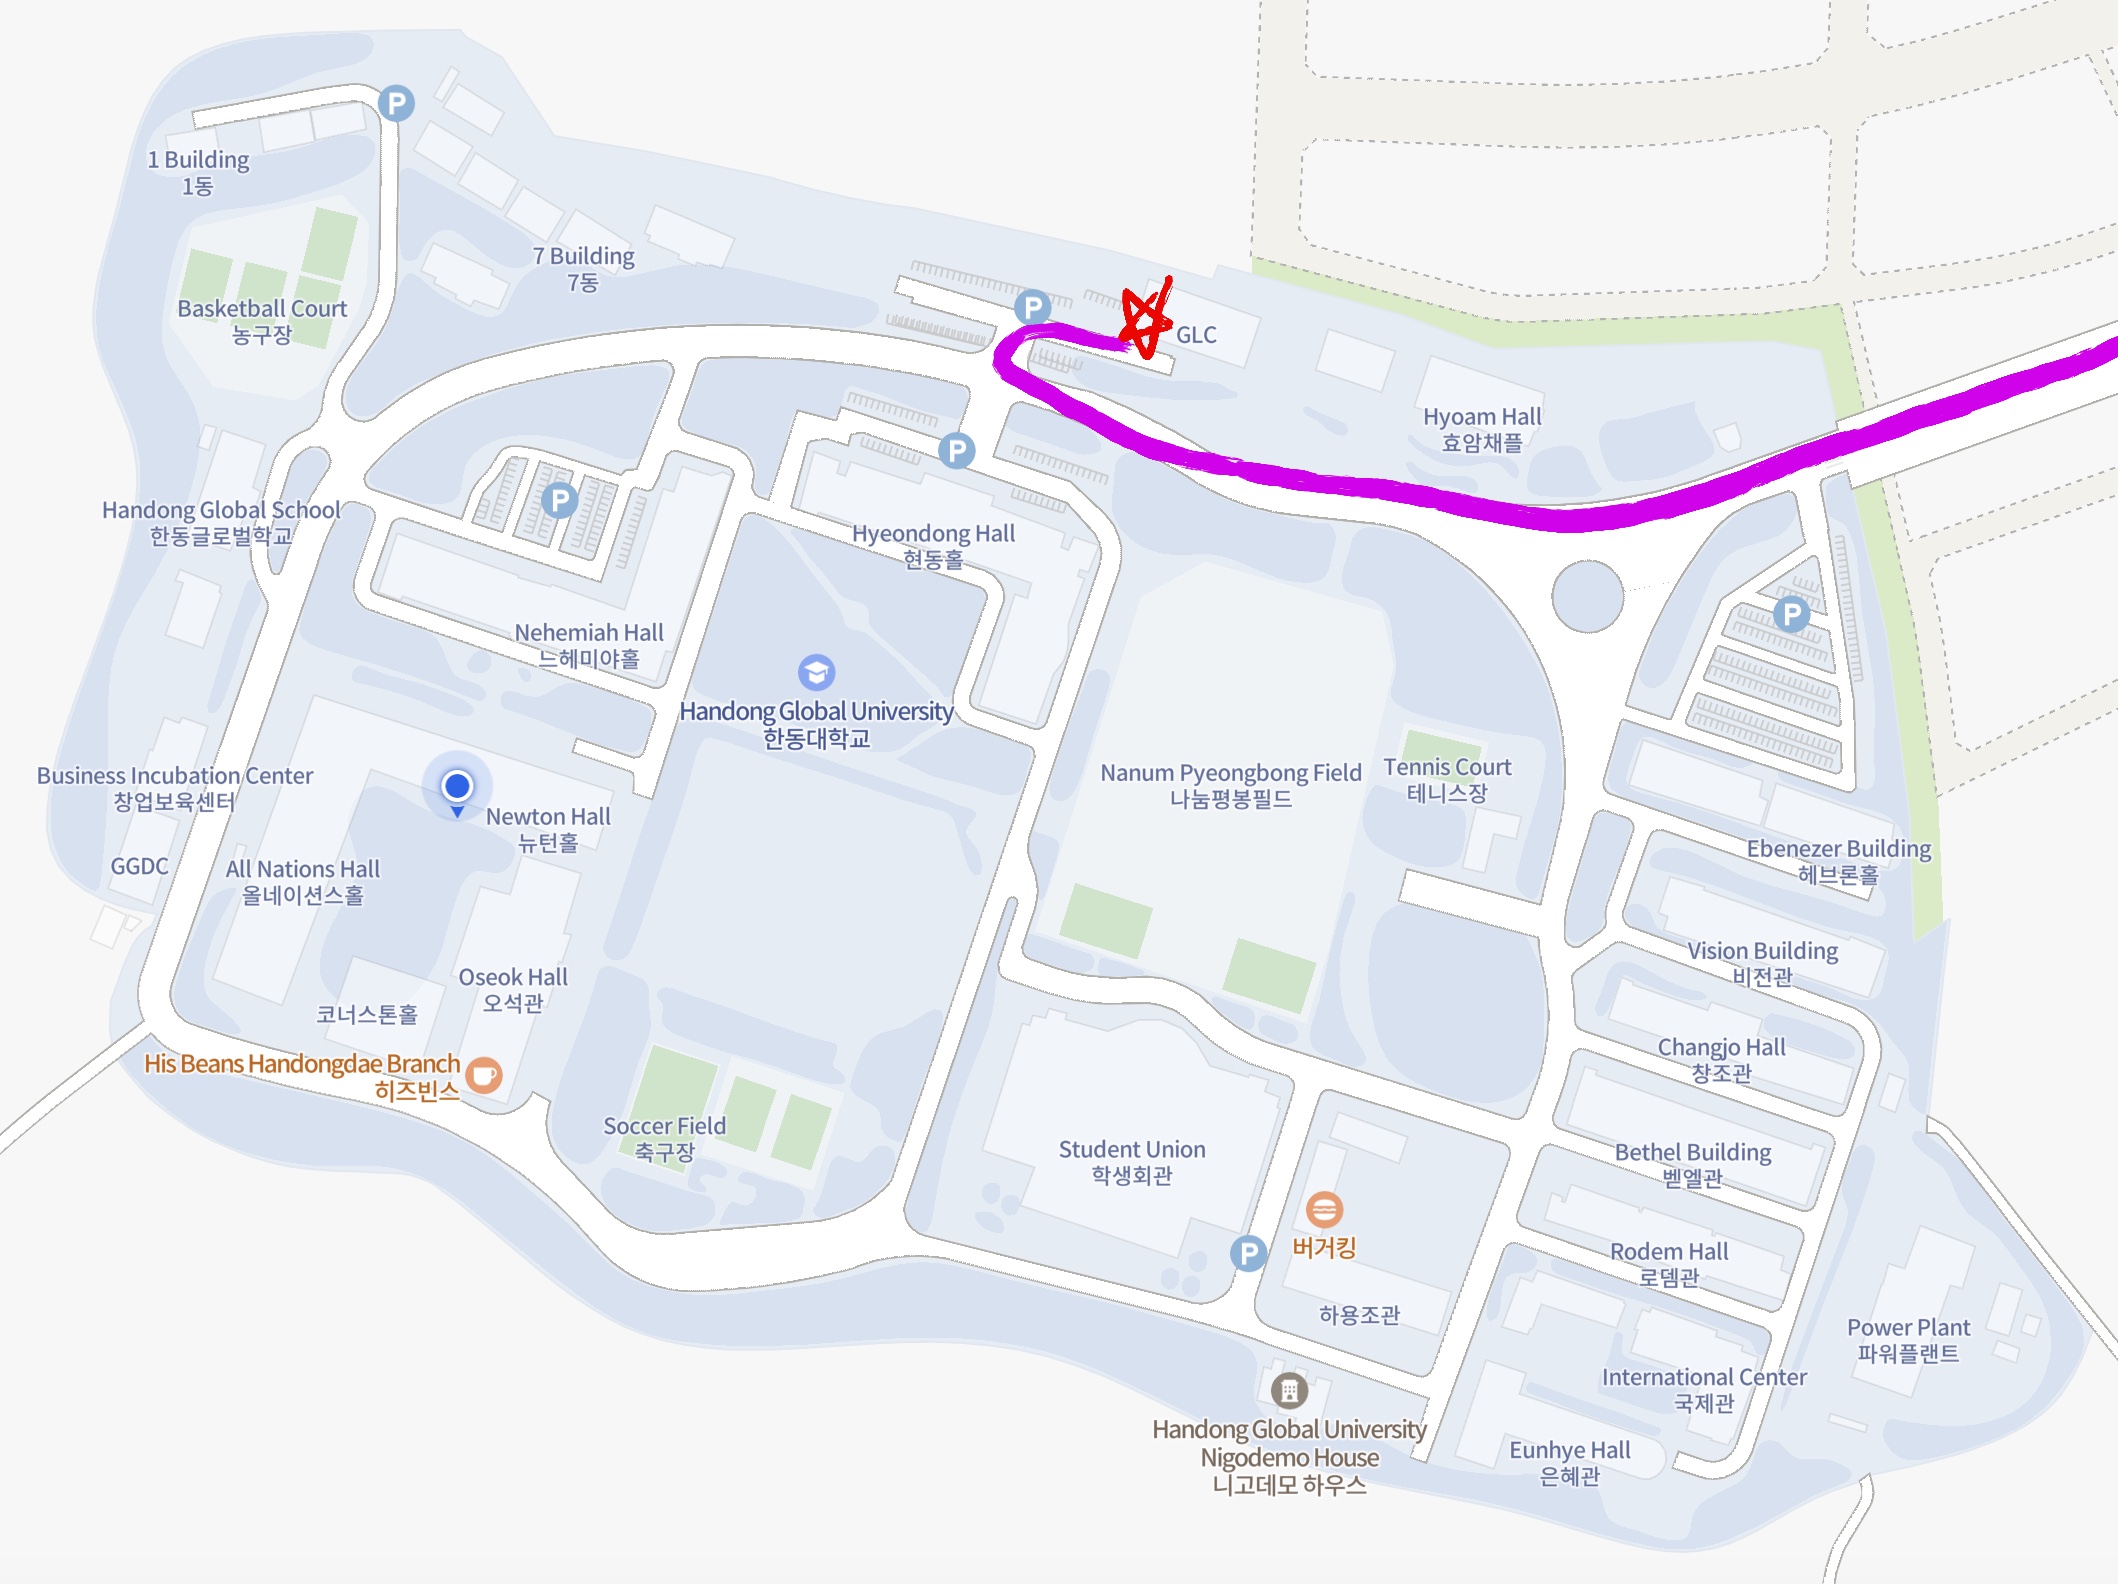 P
1 Building
1동
7 Building
7동
Basketball Court
농구장
P
GLC
Hyoam Hall
효암채플
P
P
Handong Global School
한동글로벌학교
Hyeondong Hall
현동홀
P
Nehemiah Hall
느헤미야홀
Handong Global University
한동대학교
Business Incubation Center
창업보육센터
Newton Hall
뉴턴홀
Nanum Pyeongbong Field
나눔평봉필드
Tennis Court
테니스장
GGDC
All Nations Hall
올네이션스홀
Ebenezer Building
헤브론홀
Oseok Hall
오석관
코너스톤홀
Vision Building
비전관
His Beans Handongdae Branch
히즈빈스
Changjo Hall
창조관
Soccer Field
축구장
Student Union
학생회관
Bethel Building
벧엘관
P
버거킹
Rodem Hall
로뎀관
하용조관
Power Plant
파워플랜트
International Center
국제관
Handong Global University
Nigodemo House
니고데모 하우스
Eunhye Hall
은혜관